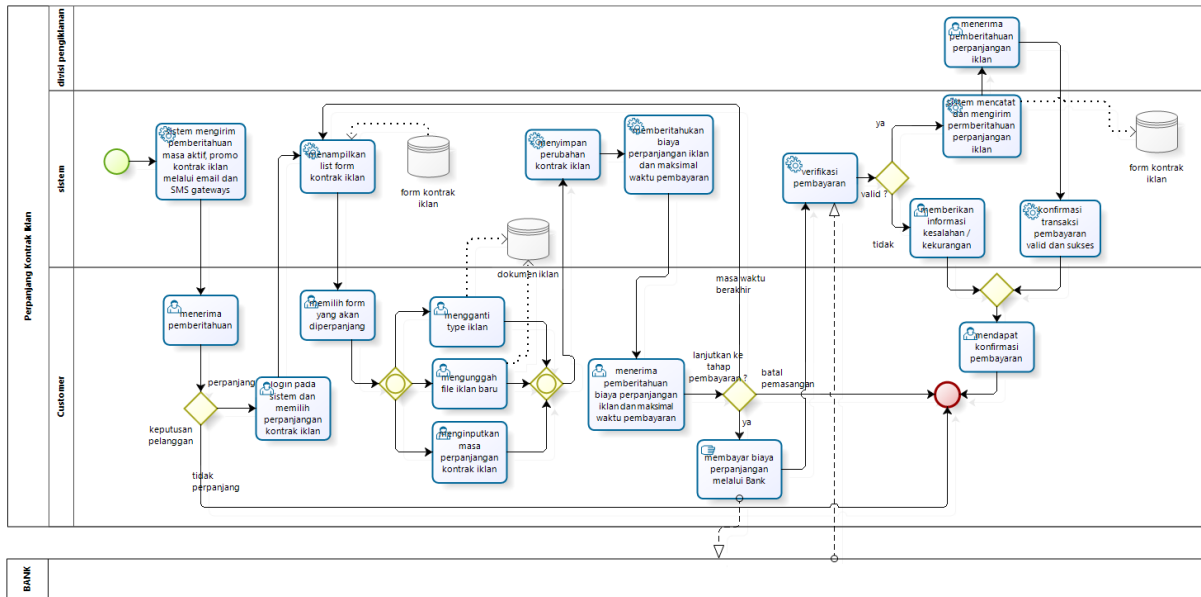 Perpanjang Kontrak Iklan
divisi pengiklanan
menerima
pemberitahuan
perpanjangan
iklan
sistem
sistem mengirim
pemberitahuan
masa aktif, promo
kontrak iklan
melalui email dan
SMS gateways
menampilkan
list form
kontrak iklan
form kontrak
iklan
menyimpan
perubahan
kontrak iklan
memberitahukan
biaya
perpanjangan iklan
dan maksimal
waktu pembayaran
verifikasi
pembayaran
valid ?
ya
tidak
sistem mencatat
dan mengirim
permberitahuan
perpanjangan
iklan
form kontrak
iklan
memberikan
informasi
kesalahan /
kekurangan
konfirmasi
transaksi
pembayaran
valid dan sukses
dokumen iklan
masa waktu
berakhir
Customer
menerima
pemberitahuan
keputusan
pelanggan
perpanjang
tidak
perpanjang
login pada
sistem dan
memilih
perpanjangan
kontrak iklan
memilih form
yang akan
diperpanjang
mengganti
type iklan
mengunggah
file iklan baru
menginputkan
masa
perpanjangan
kontrak iklan
menerima
pemberitahuan
biaya perpanjangan
iklan dan maksimal
waktu pembayaran
lanjutkan ke
tahap
pembayaran ?
batal
pemasangan
ya
membayar biaya
perpanjangan
melalui Bank
mendapat
konfirmasi
pembayaran
BANK